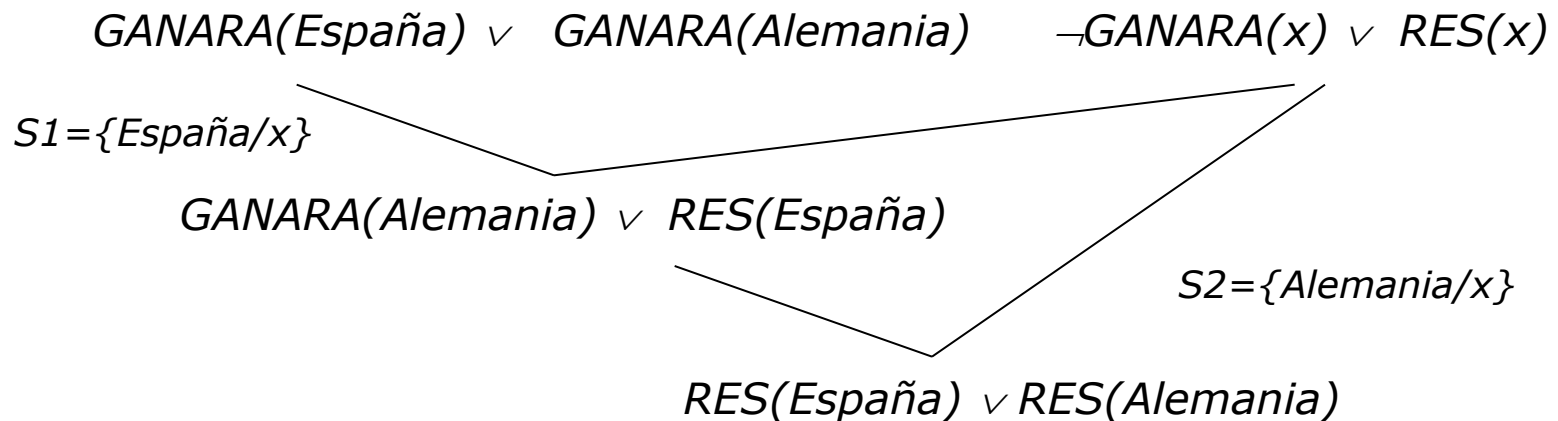 GANARA(España) ∨ GANARA(Alemania) ¬GANARA(x) ∨ RES(x)
S1={España/x}
GANARA(Alemania) ∨ RES(España)
S2={Alemania/x}
RES(España) ∨ RES(Alemania)